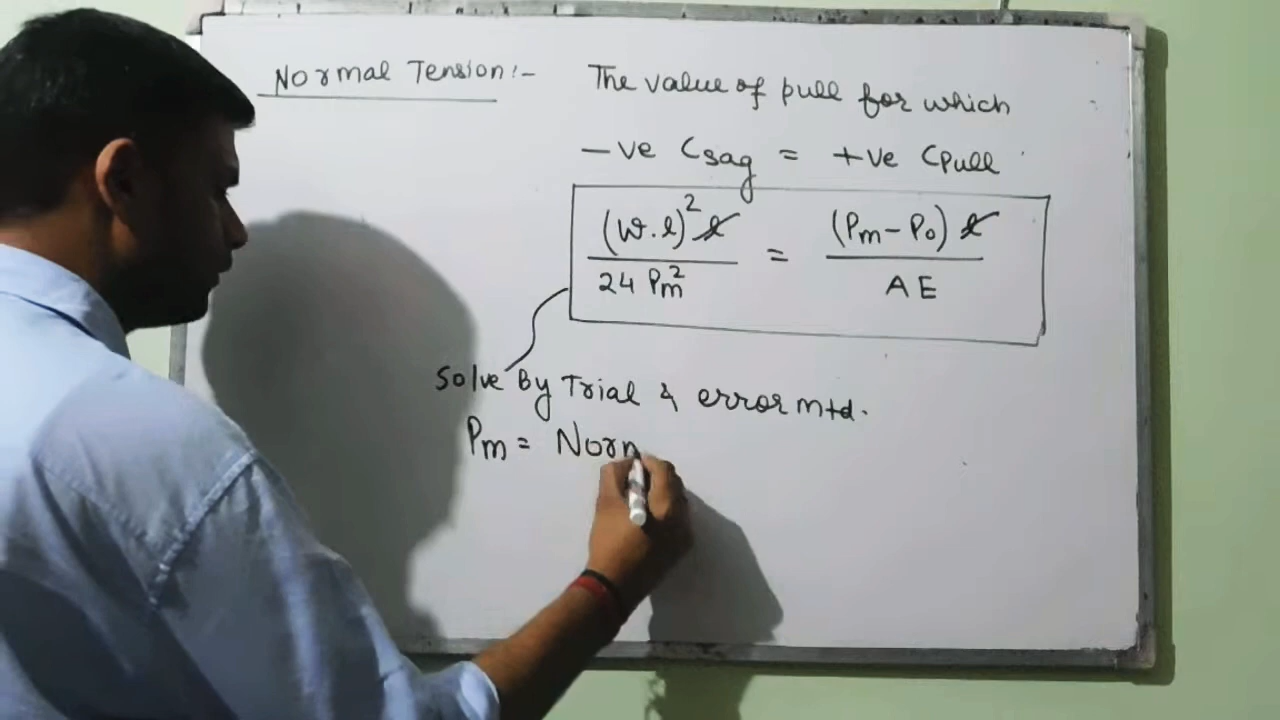 Normal Tension:- The value of pull for which
-ve Csag = +ve Cpull
(W.l)² l / 24 Pm² = (Pm - Po) l / AE
Solve By Trial & error mtd.
Pm = Norm